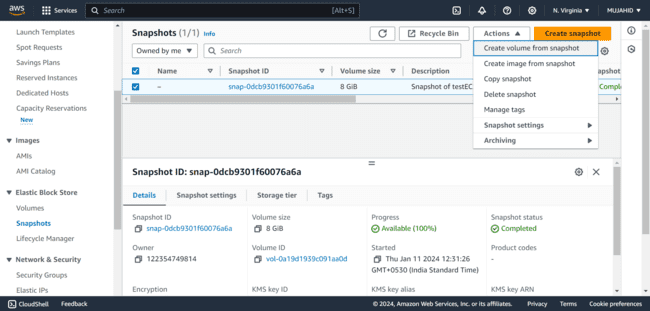 aws
Services
Search
[Alt+S]
N. Virginia
MUJAHID
Launch Templates
Spot Requests
Savings Plans
Reserved Instances
Dedicated Hosts
Capacity Reservations
New
Images
AMIs
AMI Catalog
Elastic Block Store
Volumes
Snapshots
Lifecycle Manager
Network & Security
Security Groups
Elastic IPs
Snapshots (1/1) Info
Recycle Bin
Actions
Create snapshot
Owned by me
Search
Create volume from snapshot
Create image from snapshot
Copy snapshot
Delete snapshot
Manage tags
Snapshot settings
Archiving
Name
Snapshot ID
Volume size
Description
–
snap-0dcb9301f60076a6a
8 GiB
Snapshot of testEC
Comple
Snapshot ID: snap-0dcb9301f60076a6a
Details
Snapshot settings
Storage tier
Tags
Snapshot ID
snap-0dcb9301f60076a6a
Volume size
8 GiB
Progress
Available (100%)
Snapshot status
Completed
Owner
122354749814
Volume ID
vol-0a19d1939c091aa0d
Started
Thu Jan 11 2024 12:31:26
GMT+0530 (India Standard Time)
Product codes
-
Encryption
KMS key ID
KMS key alias
KMS key ARN
CloudShell
Feedback
© 2024, Amazon Web Services, Inc. or its affiliates.
Privacy
Terms
Cookie preferences